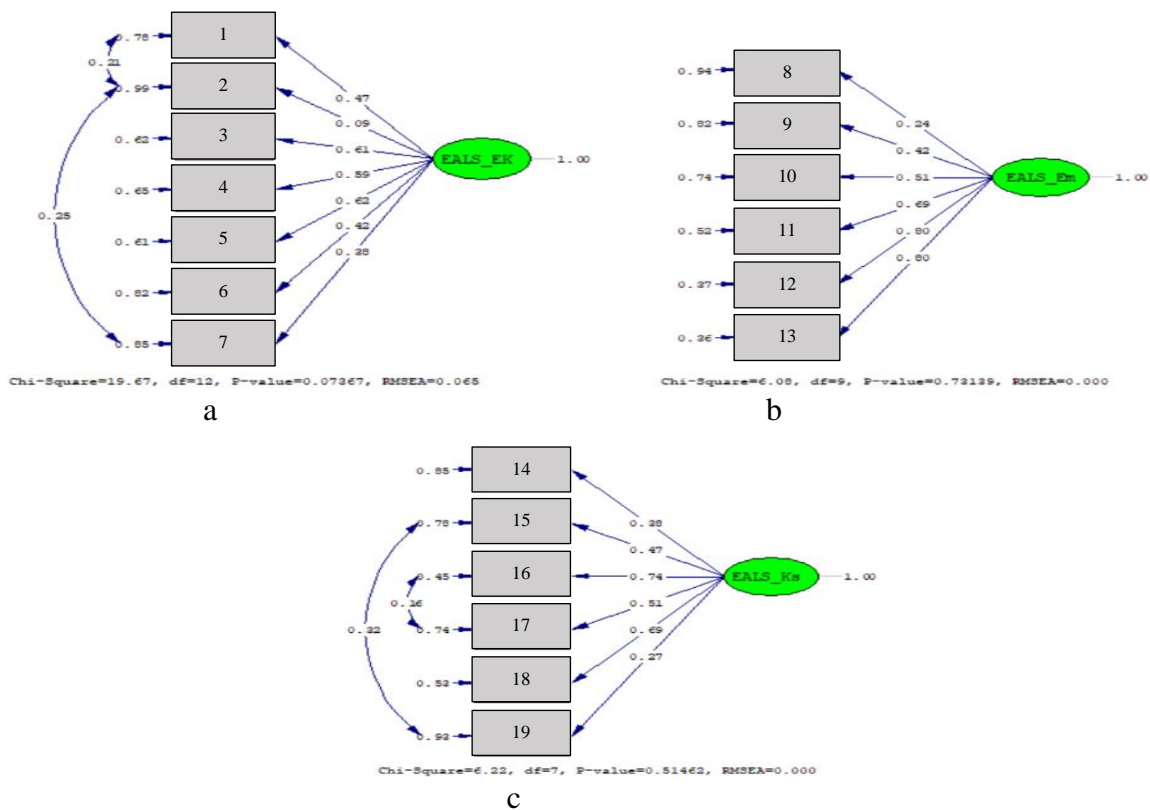 0.78 1
0.21
0.99 2 0.47
0.09
0.62 3 0.61 EALS_EK 1.00
0.65 4 0.59
0.25 0.62
0.61 5 0.42
0.38
0.82 6
0.85 7
Chi-Square=19.67, df=12, P-value=0.07367, RMSEA=0.065
a
0.94 8
0.24
0.82 9
0.42
0.74 10 0.51 EALS_Em 1.00
0.69
0.52 11 0.80
0.80
0.37 12
0.36 13
Chi-Square=6.08, df=9, P-value=0.73139, RMSEA=0.000
b
0.85 14
0.38
0.78 15
0.47
0.45 16 0.74 EALS_Ks 1.00
0.16 0.51
0.32 0.74 17 0.69
0.27
0.53 18
0.93 19
Chi-Square=6.22, df=7, P-value=0.51462, RMSEA=0.000
c